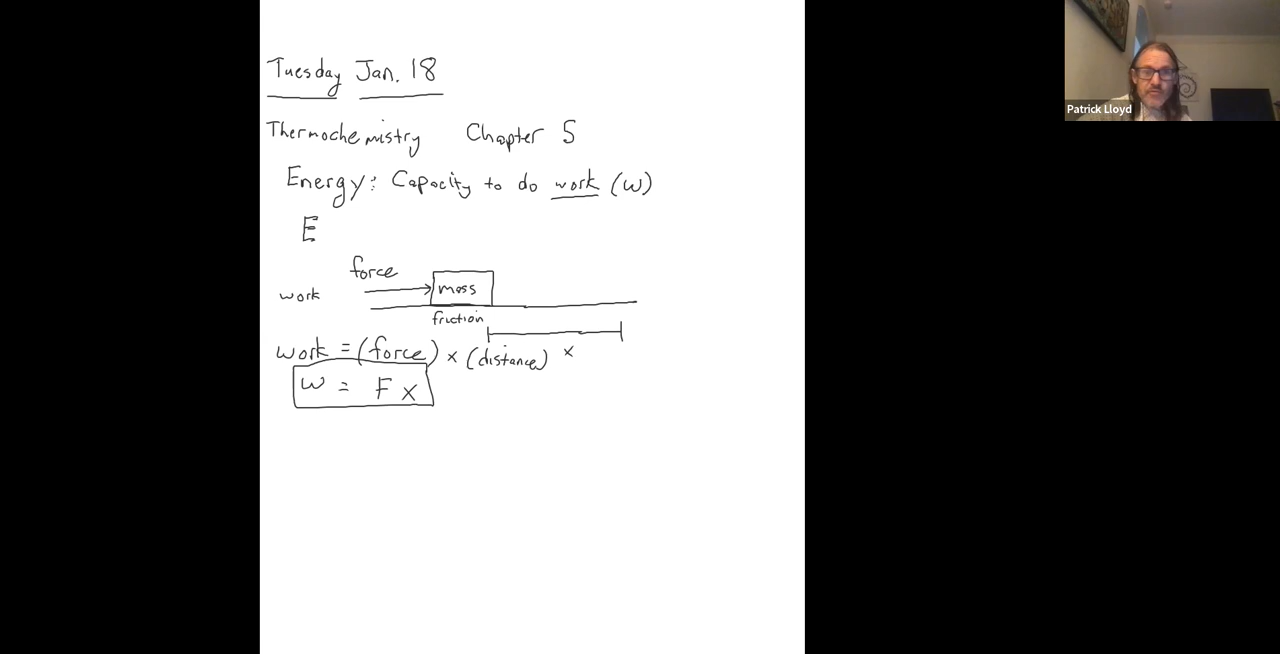 Tuesday Jan. 18
Patrick Lloyd
Thermochemistry Chapter 5
Energy: Capacity to do work (w)
E
force
work mass
friction
work = (force) x (distance) x
w = F x